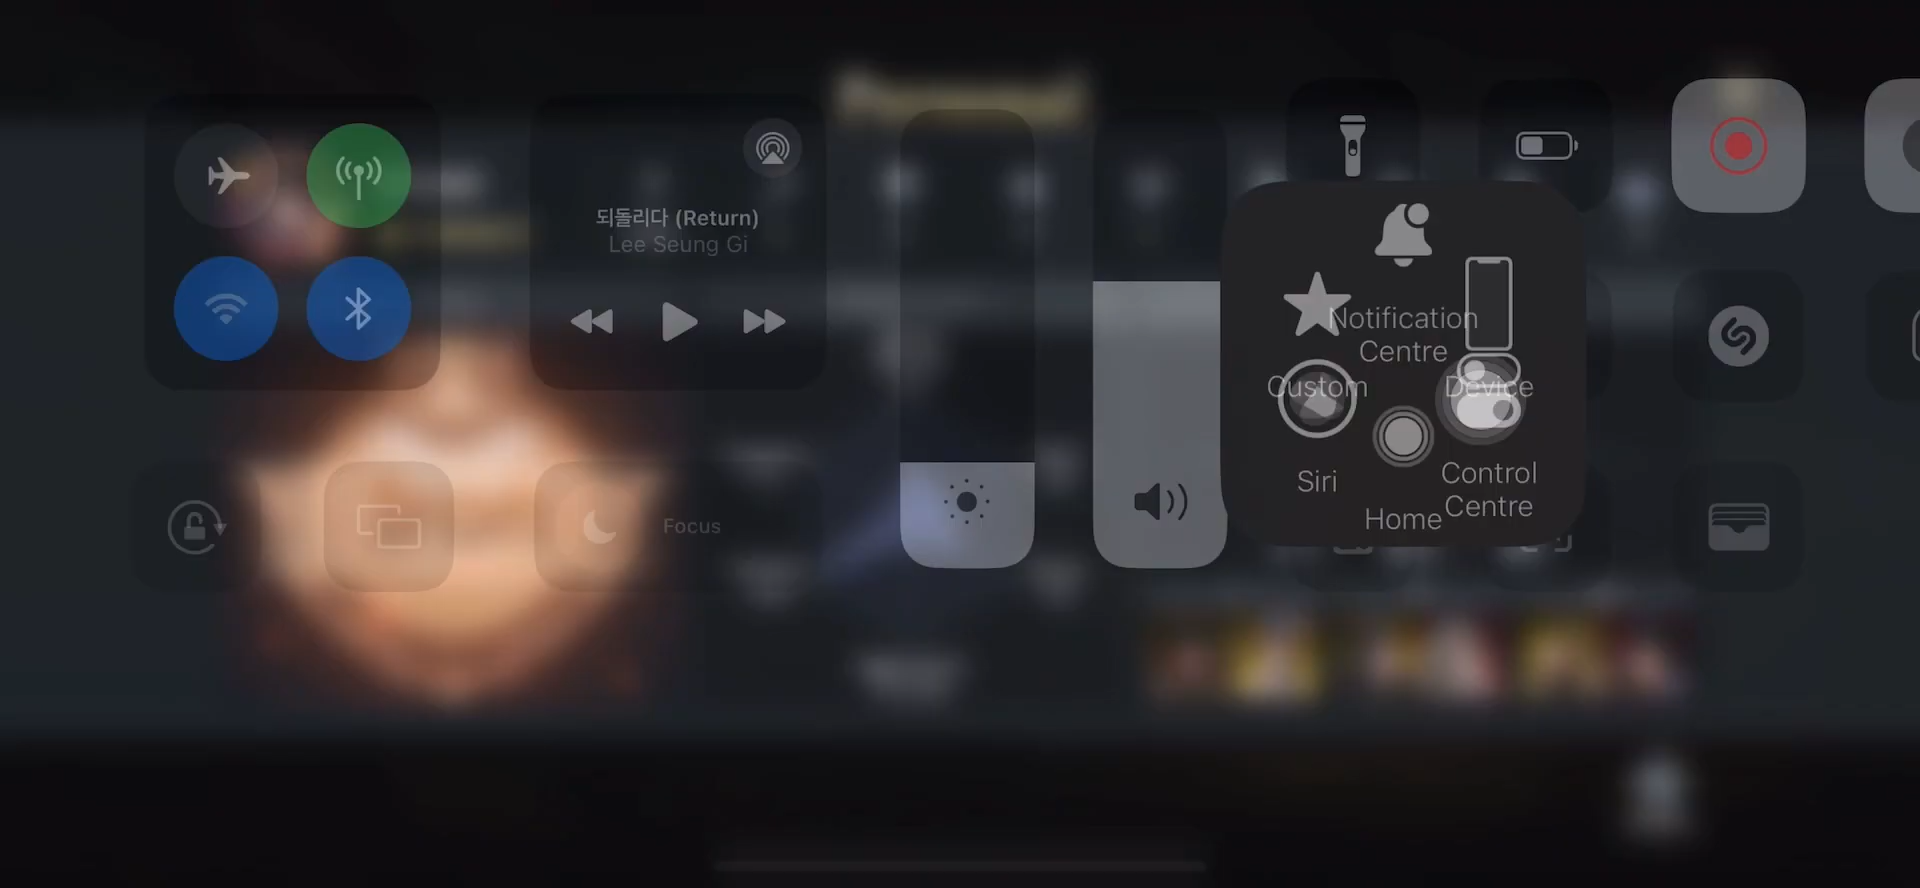 되돌리다 (Return)
Lee Seung Gi
Focus
Notification
Centre
Custom
Device
Siri
Control
Centre
Home